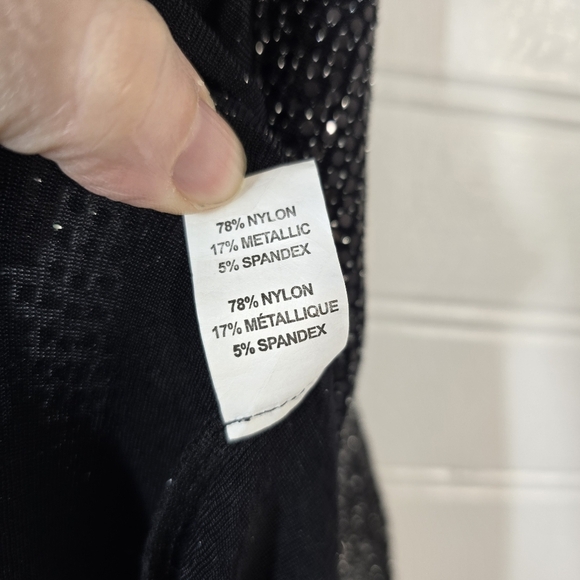 78% NYLON
17% METALLIC
5% SPANDEX
78% NYLON
17% MÉTALLIQUE
5% SPANDEX